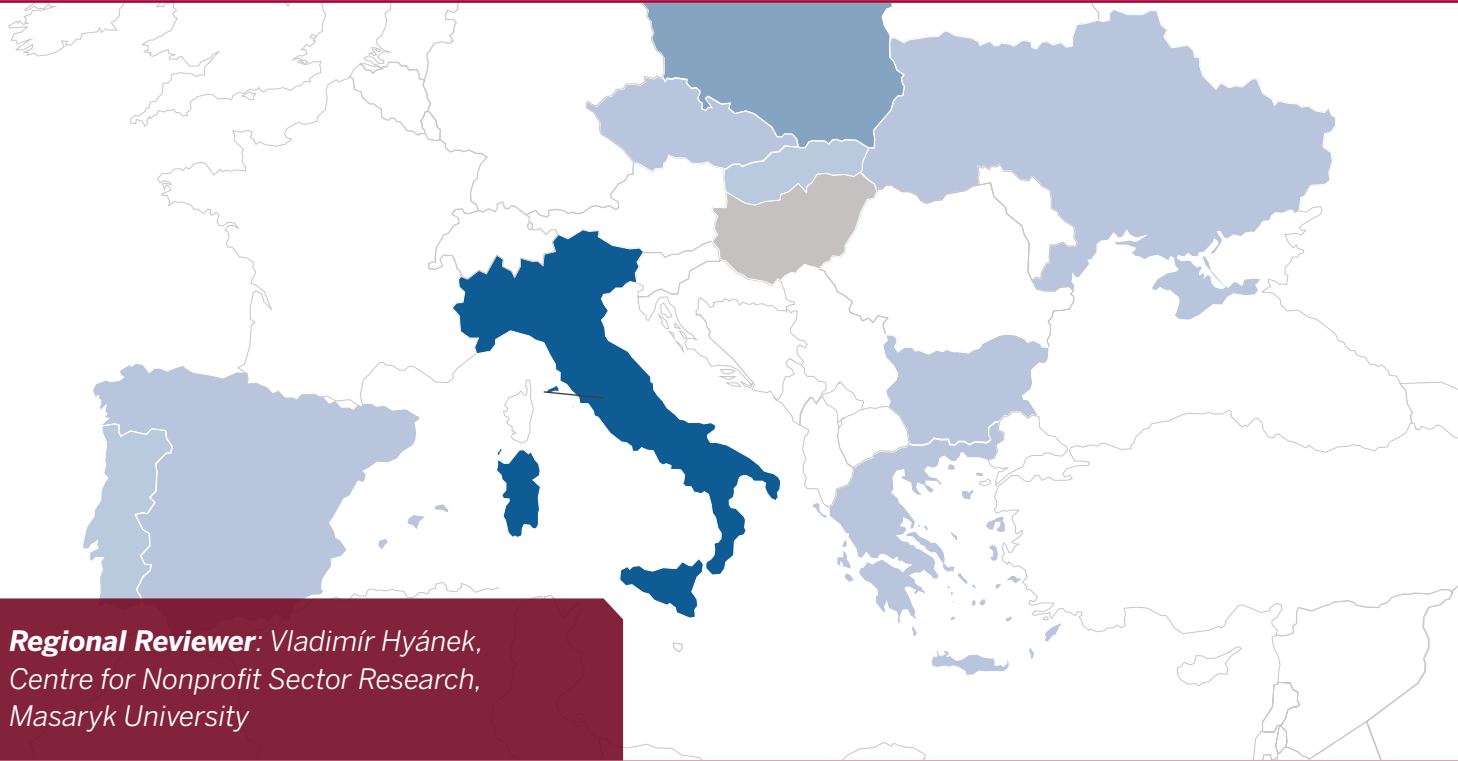 Regional Reviewer: Vladimír Hyánek,
Centre for Nonprofit Sector Research,
Masaryk University